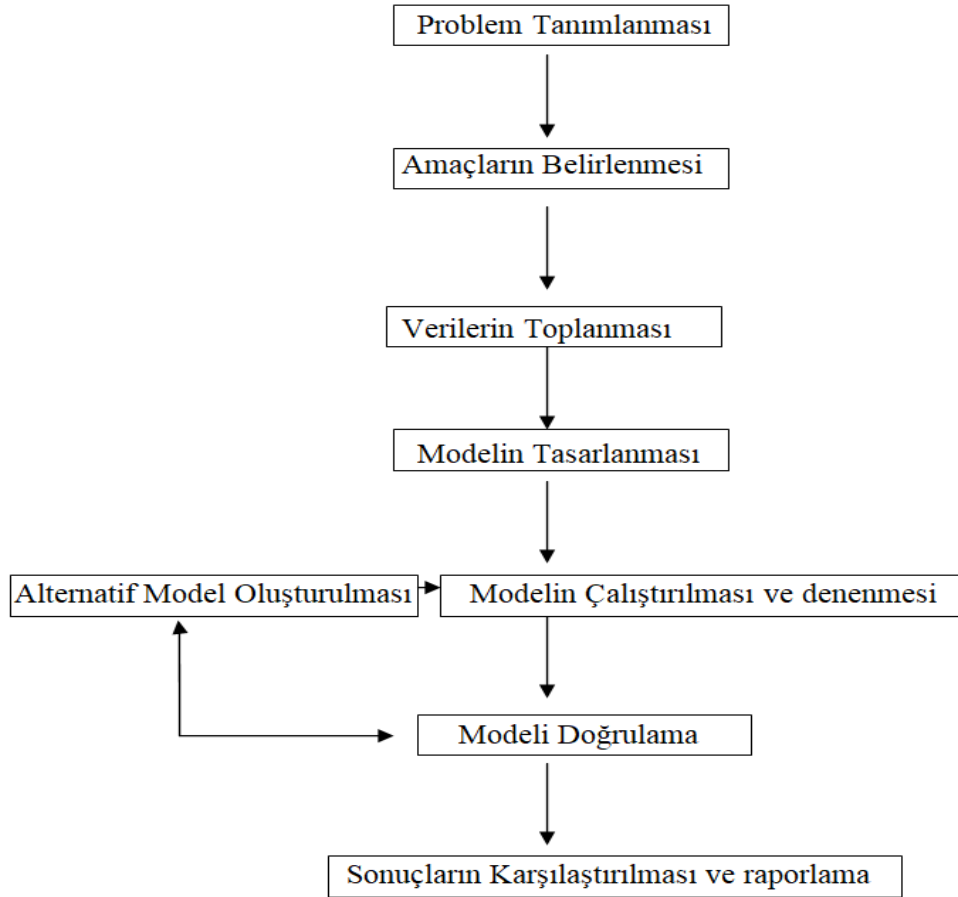 Problem Tanımlanması
Amaçların Belirlenmesi
Verilerin Toplanması
Modelin Tasarlanması
Alternatif Model Oluşturulması
Modelin Çalıştırılması ve denenmesi
Modeli Doğrulama
Sonuçların Karşılaştırılması ve raporlama